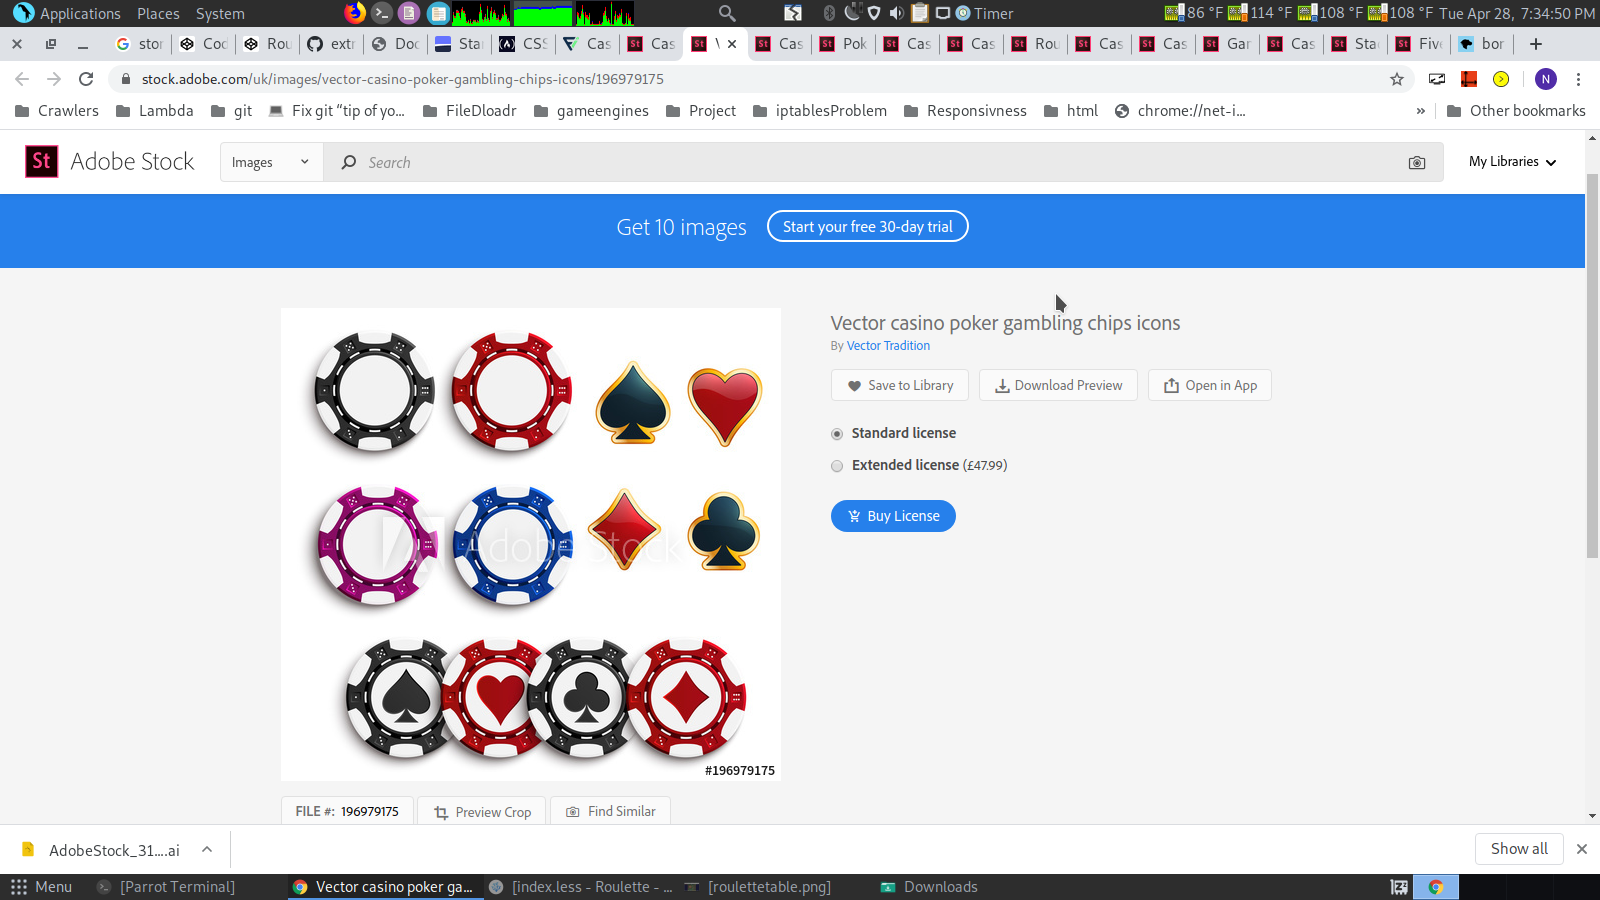 Applications Places System Timer 86 °F 114 °F 108 °F 108 °F Tue Apr 28, 7:34:50 PM
stor Cod Rou extr Doc Star CSS Cas Cas Cas Pok Cas Cas Rou Cas Cas Gar Cas Stac Five bor
stock.adobe.com/uk/images/vector-casino-poker-gambling-chips-icons/196979175
N
Crawlers Lambda git Fix git “tip of yo... FileDloadr gameengines Project iptablesProblem Responsivness html chrome://net-i... » Other bookmarks
St Adobe Stock Images Search My Libraries
Get 10 images Start your free 30-day trial
Vector casino poker gambling chips icons
By Vector Tradition
Save to Library Download Preview Open in App
Standard license
Extended license (£47.99)
Buy License
Adobe Stock
#196979175
FILE #: 196979175 Preview Crop Find Similar
AdobeStock_31....ai Show all
Menu [Parrot Terminal] Vector casino poker ga... [index.less - Roulette - ... [roulettetable.png] Downloads